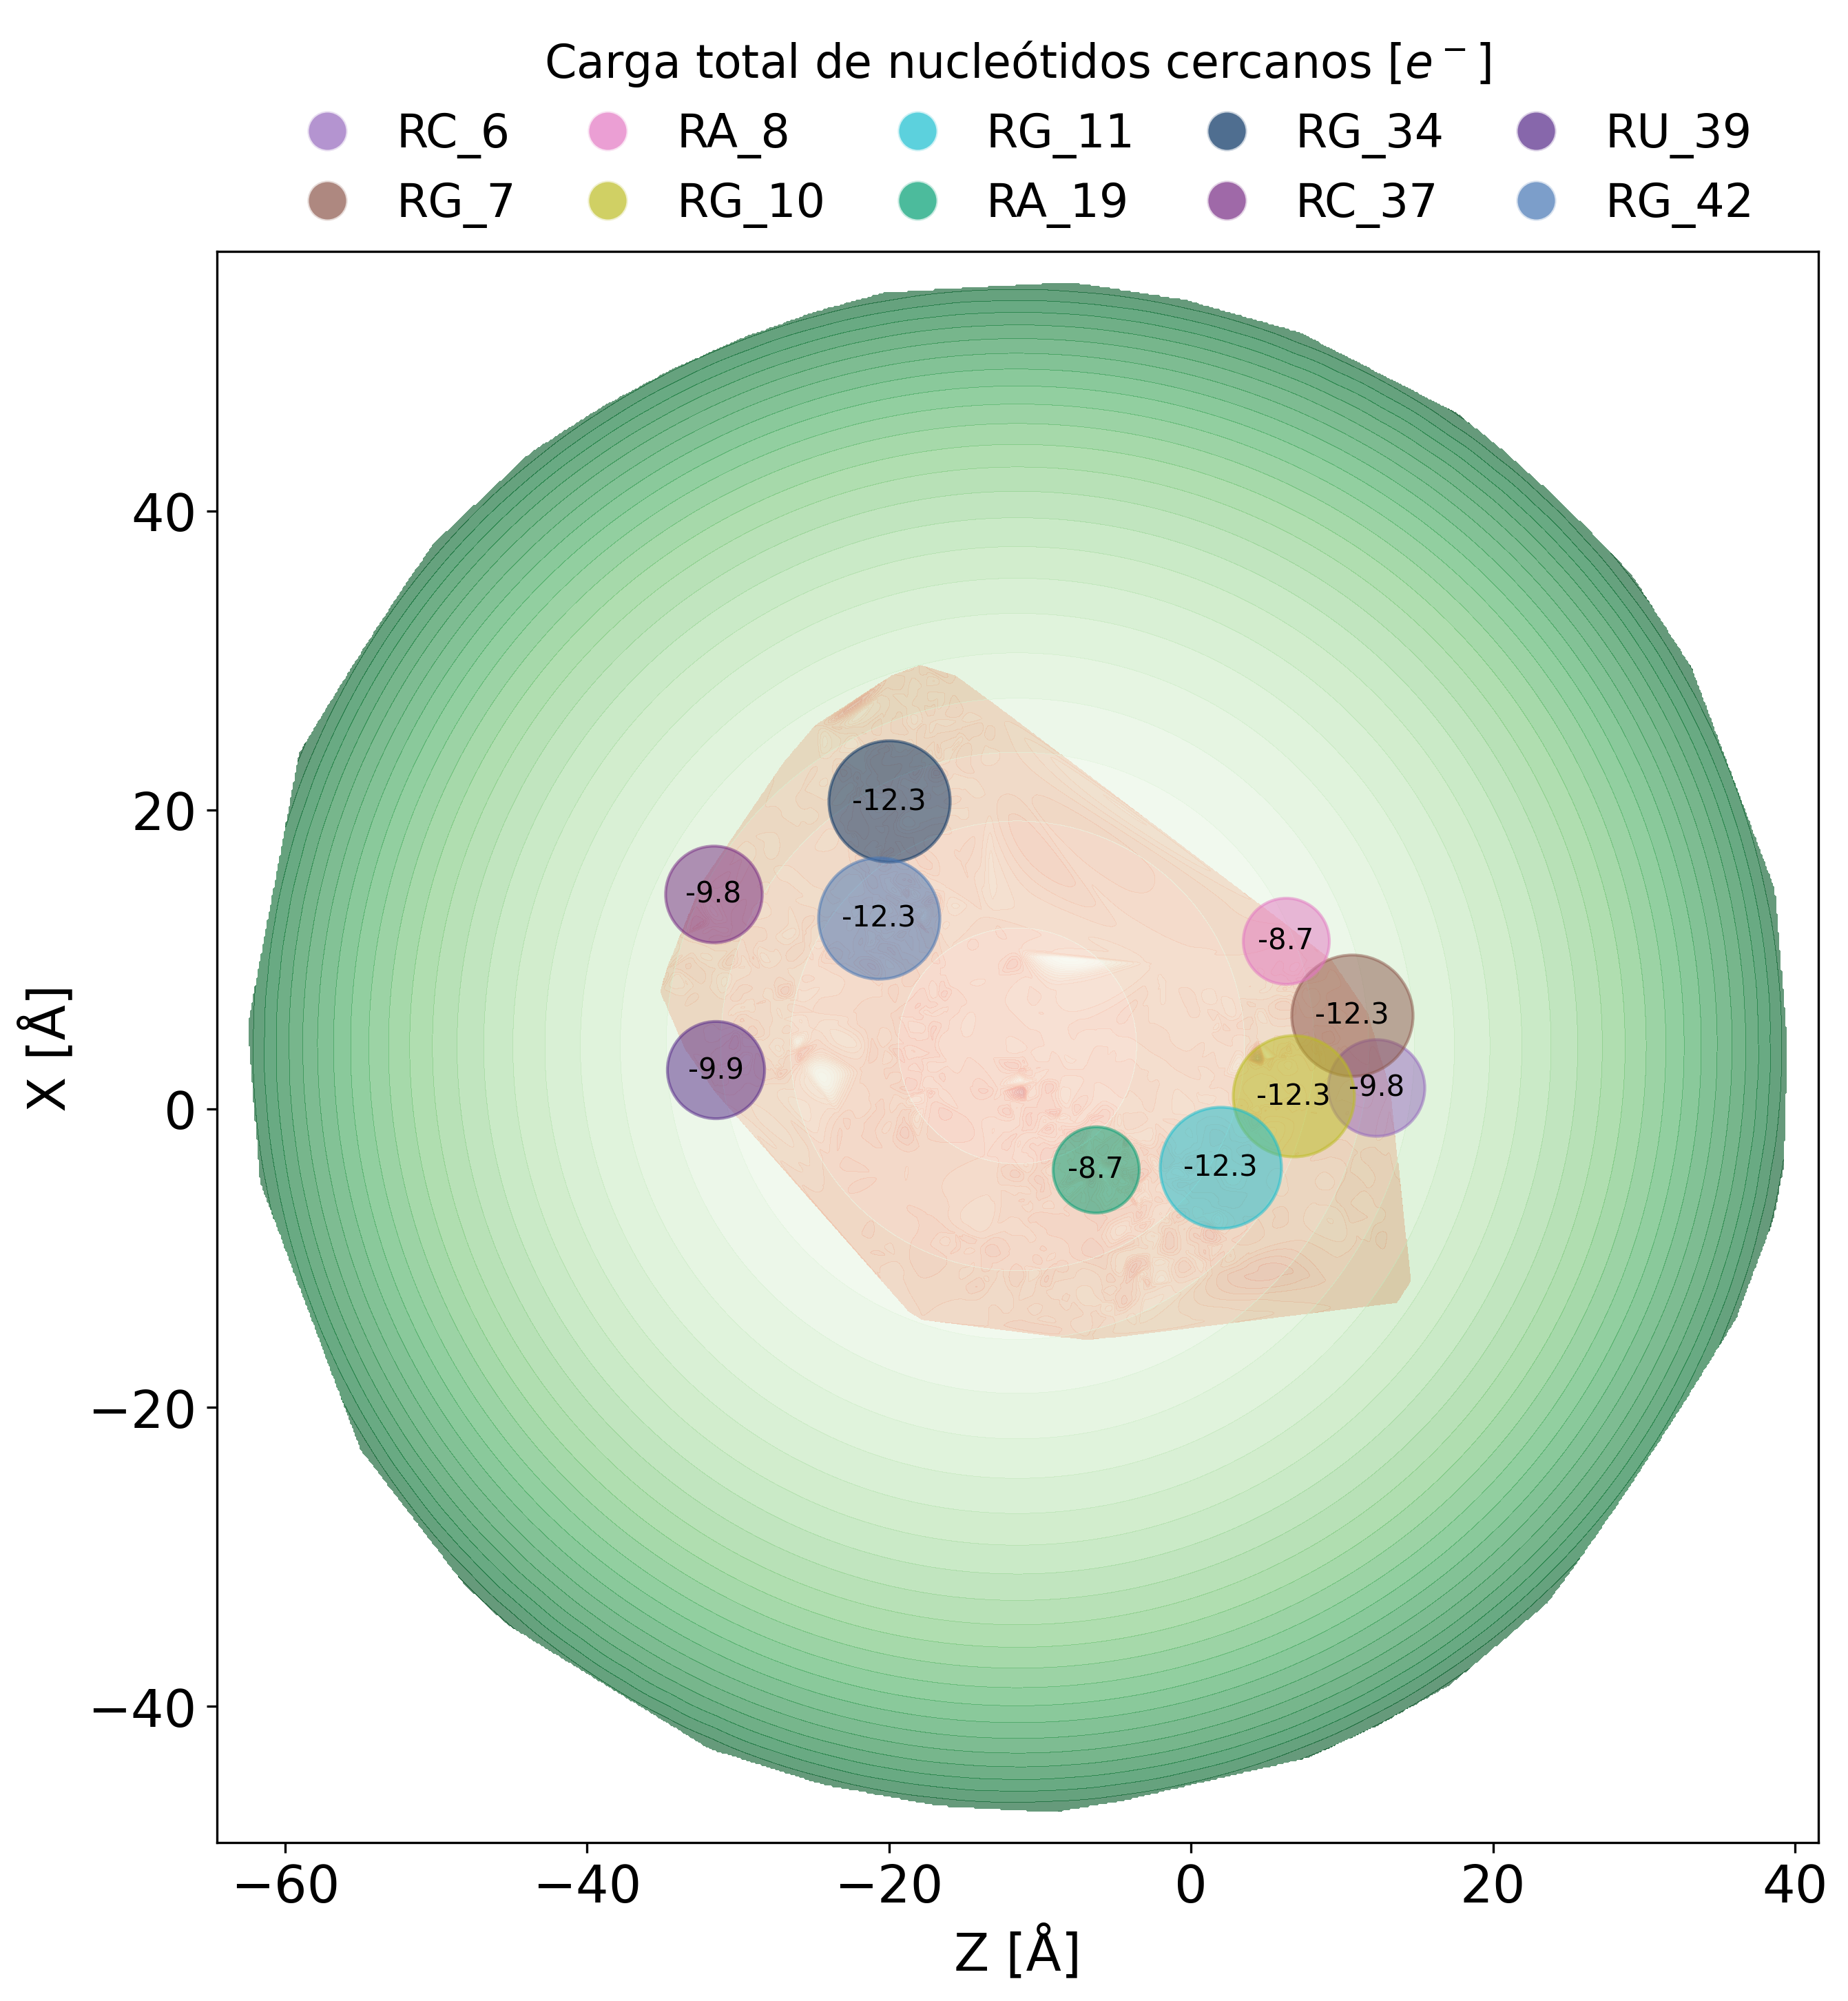 Carga total de nucleótidos cercanos [e⁻]
RC_6 RA_8 RG_11 RG_34 RU_39
RG_7 RG_10 RA_19 RC_37 RG_42
40
20
0
−20
−40
X [Å]
-12.3
-9.8
-12.3
-8.7
-12.3
-9.9
-12.3
-9.8
-8.7
-12.3
−60 −40 −20 0 20 40
Z [Å]